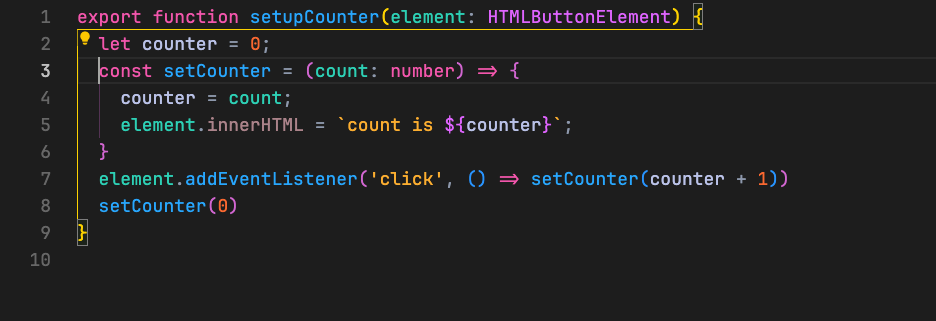 1 export function setupCounter(element: HTMLButtonElement) {
2 let counter = 0;
3 const setCounter = (count: number) => {
4 counter = count;
5 element.innerHTML = `count is ${counter}`;
6 }
7 element.addEventListener('click', () => setCounter(counter + 1))
8 setCounter(0)
9 }
10